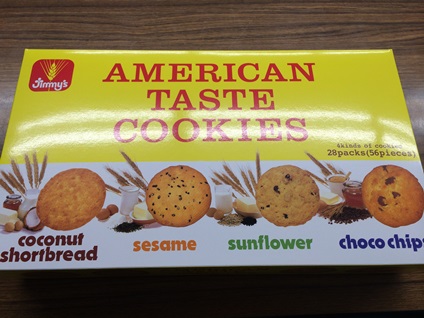 Jimmy's
AMERICAN
TASTE
COOKIES
4kinds of cookies
28packs(56pieces)
coconut
shortbread
sesame
sunflower
choco chips